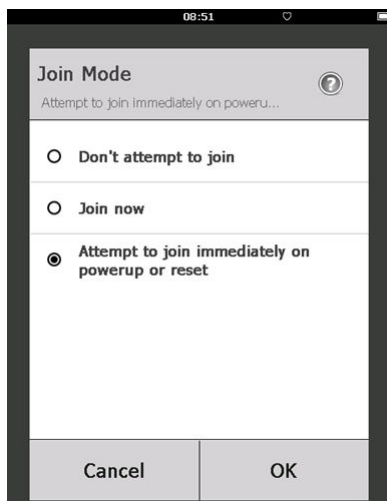 08:51
Join Mode
Attempt to join immediately on poweru...
Don't attempt to join
Join now
Attempt to join immediately on
powerup or reset
Cancel
OK